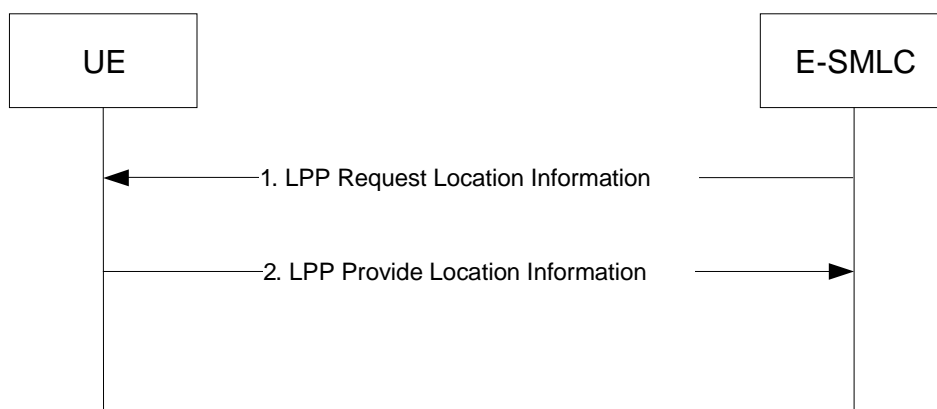 UE
E-SMLC
1. LPP Request Location Information
2. LPP Provide Location Information